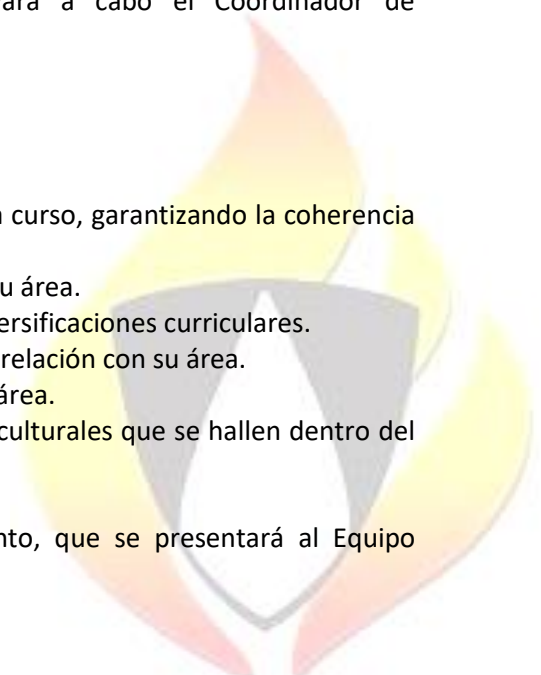 ará a cabo el Coordinador de
curso, garantizando la coherencia
u área.
ersificaciones curriculares.
relación con su área.
área.
culturales que se hallen dentro del
nto, que se presentará al Equipo